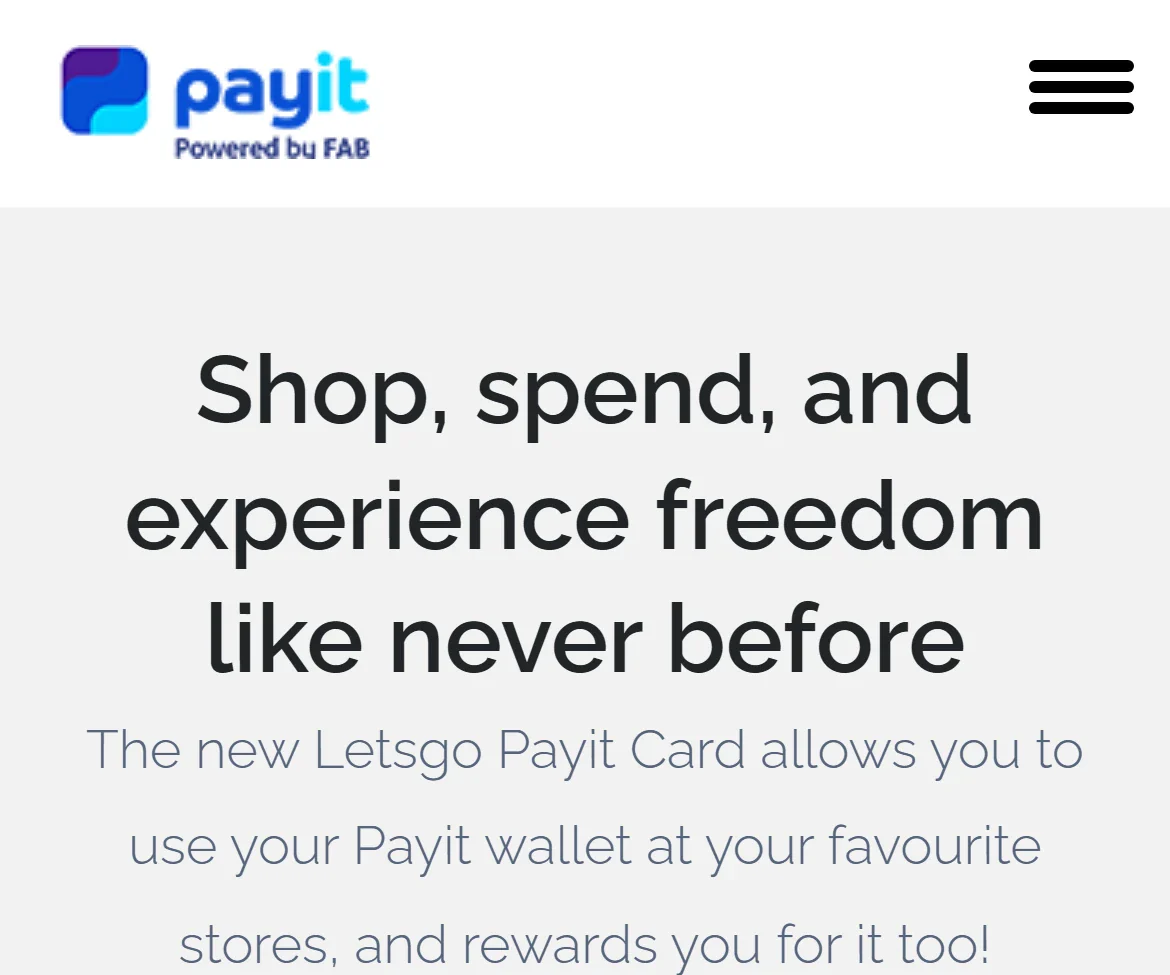 payit
Powered by FAB
Shop, spend, and
experience freedom
like never before
The new Letsgo Payit Card allows you to
use your Payit wallet at your favourite
stores, and rewards you for it too!